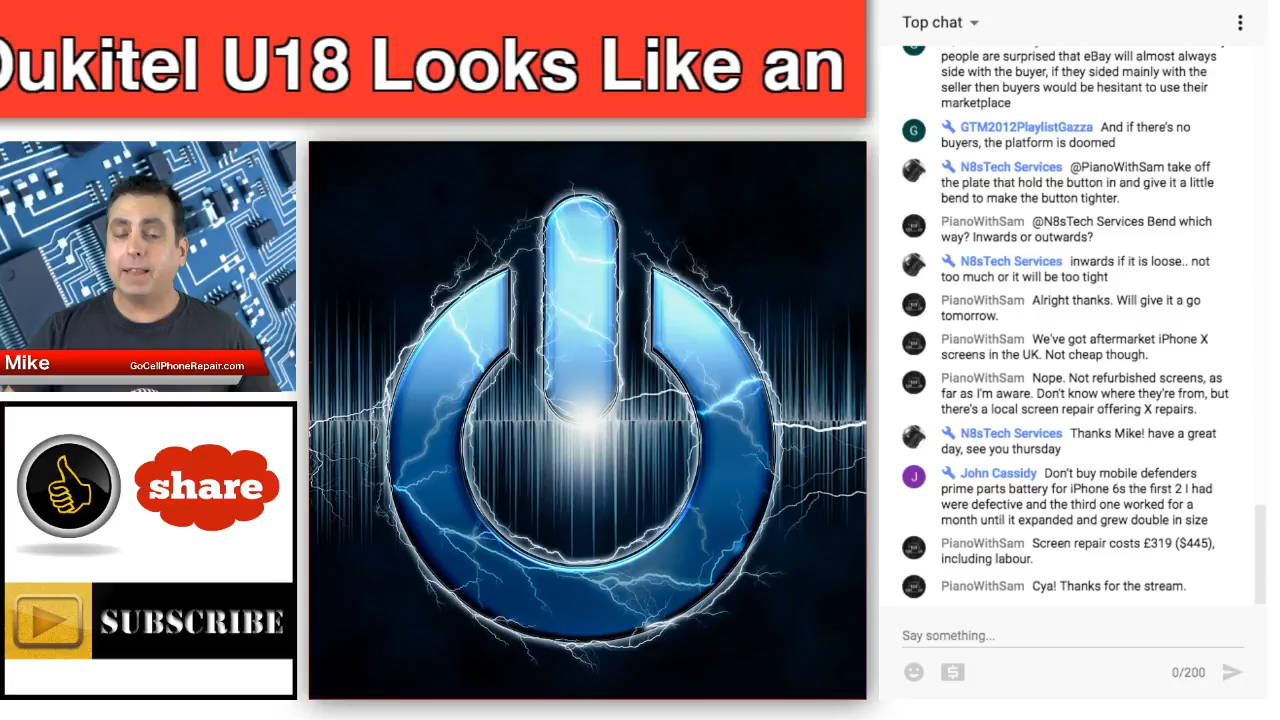 Oukitel U18 Looks Like an
Mike
GoCellPhoneRepair.com
share
SUBSCRIBE
Top chat
people are surprised that eBay will almost always
side with the buyer, if they sided mainly with the
seller then buyers would be hesitant to use their
marketplace
G GTM2012PlaylistGazza And if there's no
buyers, the platform is doomed
N8sTech Services @PianoWithSam take off
the plate that hold the button in and give it a little
bend to make the button tighter.
PianoWithSam @N8sTech Services Bend which
way? Inwards or outwards?
N8sTech Services inwards if it is loose.. not
too much or it will be too tight
PianoWithSam Alright thanks. Will give it a go
tomorrow.
PianoWithSam We've got aftermarket iPhone X
screens in the UK. Not cheap though.
PianoWithSam Nope. Not refurbished screens, as
far as I'm aware. Don't know where they're from, but
there's a local screen repair offering X repairs.
N8sTech Services Thanks Mike! have a great
day, see you thursday
J John Cassidy Don't buy mobile defenders
prime parts battery for iPhone 6s the first 2 I had
were defective and the third one worked for a
month until it expanded and grew double in size
PianoWithSam Screen repair costs £319 ($445),
including labour.
PianoWithSam Cya! Thanks for the stream.
Say something...
0/200